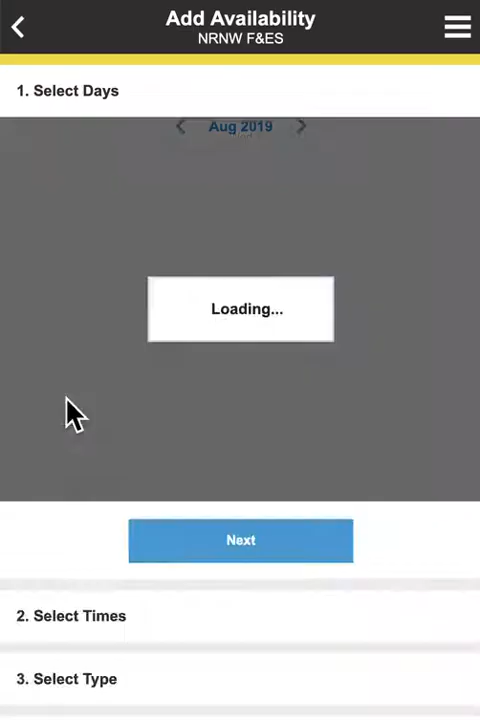 Add Availability
NRNW F&ES
1. Select Days
Aug 2019
Loading...
Next
2. Select Times
3. Select Type